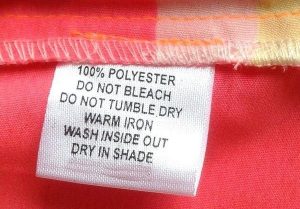 100% POLYESTER
DO NOT BLEACH
DO NOT TUMBLE DRY
WARM IRON
WASH INSIDE OUT
DRY IN SHADE